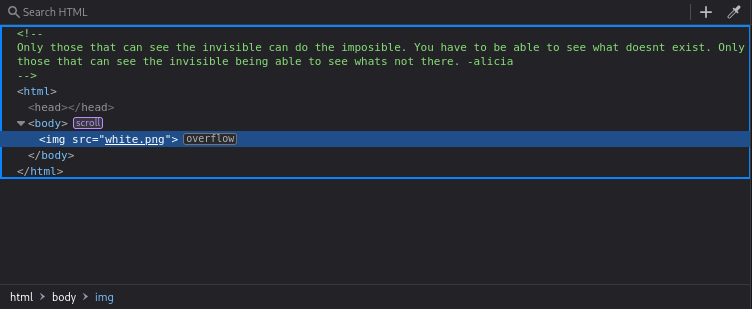 Search HTML
<!--
Only those that can see the invisible can do the imposible. You have to be able to see what doesnt exist. Only
those that can see the invisible being able to see whats not there. -alicia
-->
<html>
<head></head>
<body> scroll
<img src="white.png"> overflow
</body>
</html>
html > body > img